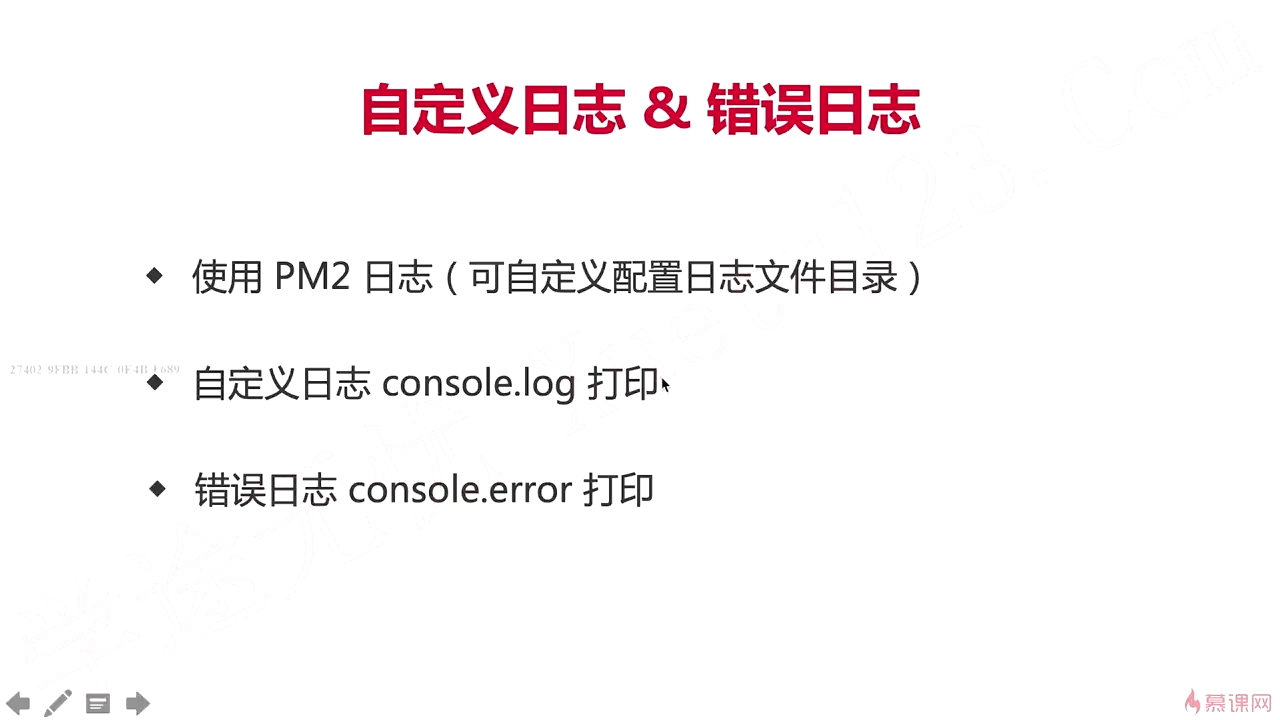 自定义日志 & 错误日志
使用 PM2 日志（可自定义配置日志文件目录）
自定义日志 console.log 打印
错误日志 console.error 打印
慕课网